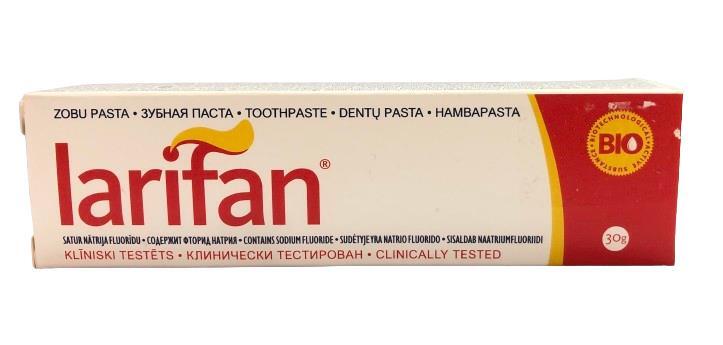 ZOBU PASTA • ЗУБНАЯ ПАСТА • TOOTHPASTE • DENTŲ PASTA • HAMBAPASTA
larifan®
SATUR NĀTRIJA FLUORĪDU • СОДЕРЖИТ ФТОРИД НАТРИЯ • CONTAINS SODIUM FLUORIDE • SUDĖTYJE YRA NATRIO FLUORIDO • SISALDAB NAATRIUMFLUORIIDI
KLĪNISKI TESTĒTS • КЛИНИЧЕСКИ ТЕСТИРОВАН • CLINICALLY TESTED
BIOTECHNOLOGICAL • ACTIVE SUBSTANCE •
BIO
30g